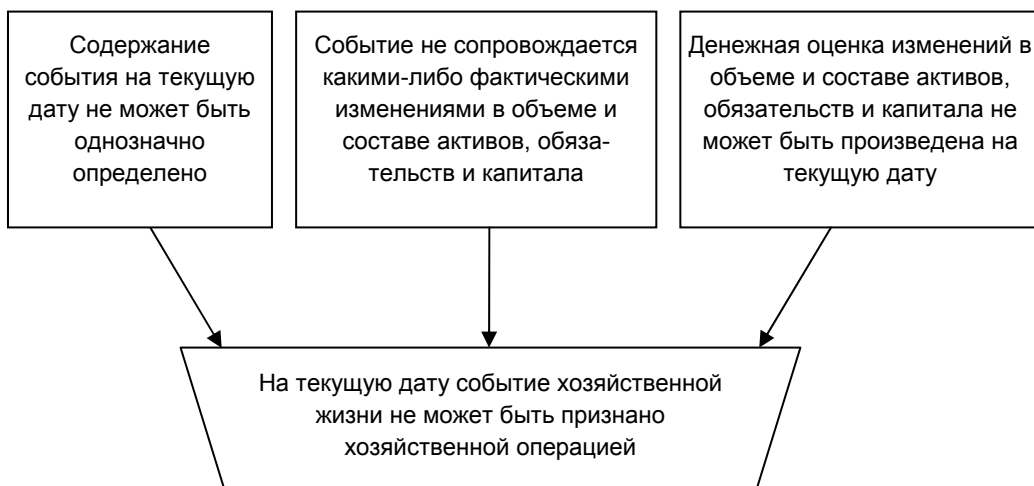 Содержание
события на текущую
дату не может быть
однозначно
определено
Событие не сопровождается
какими-либо фактическими
изменениями в объеме и
составе активов, обяза-
тельств и капитала
Денежная оценка изменений в
объеме и составе активов,
обязательств и капитала не
может быть произведена на
текущую дату
На текущую дату событие хозяйственной
жизни не может быть признано
хозяйственной операцией